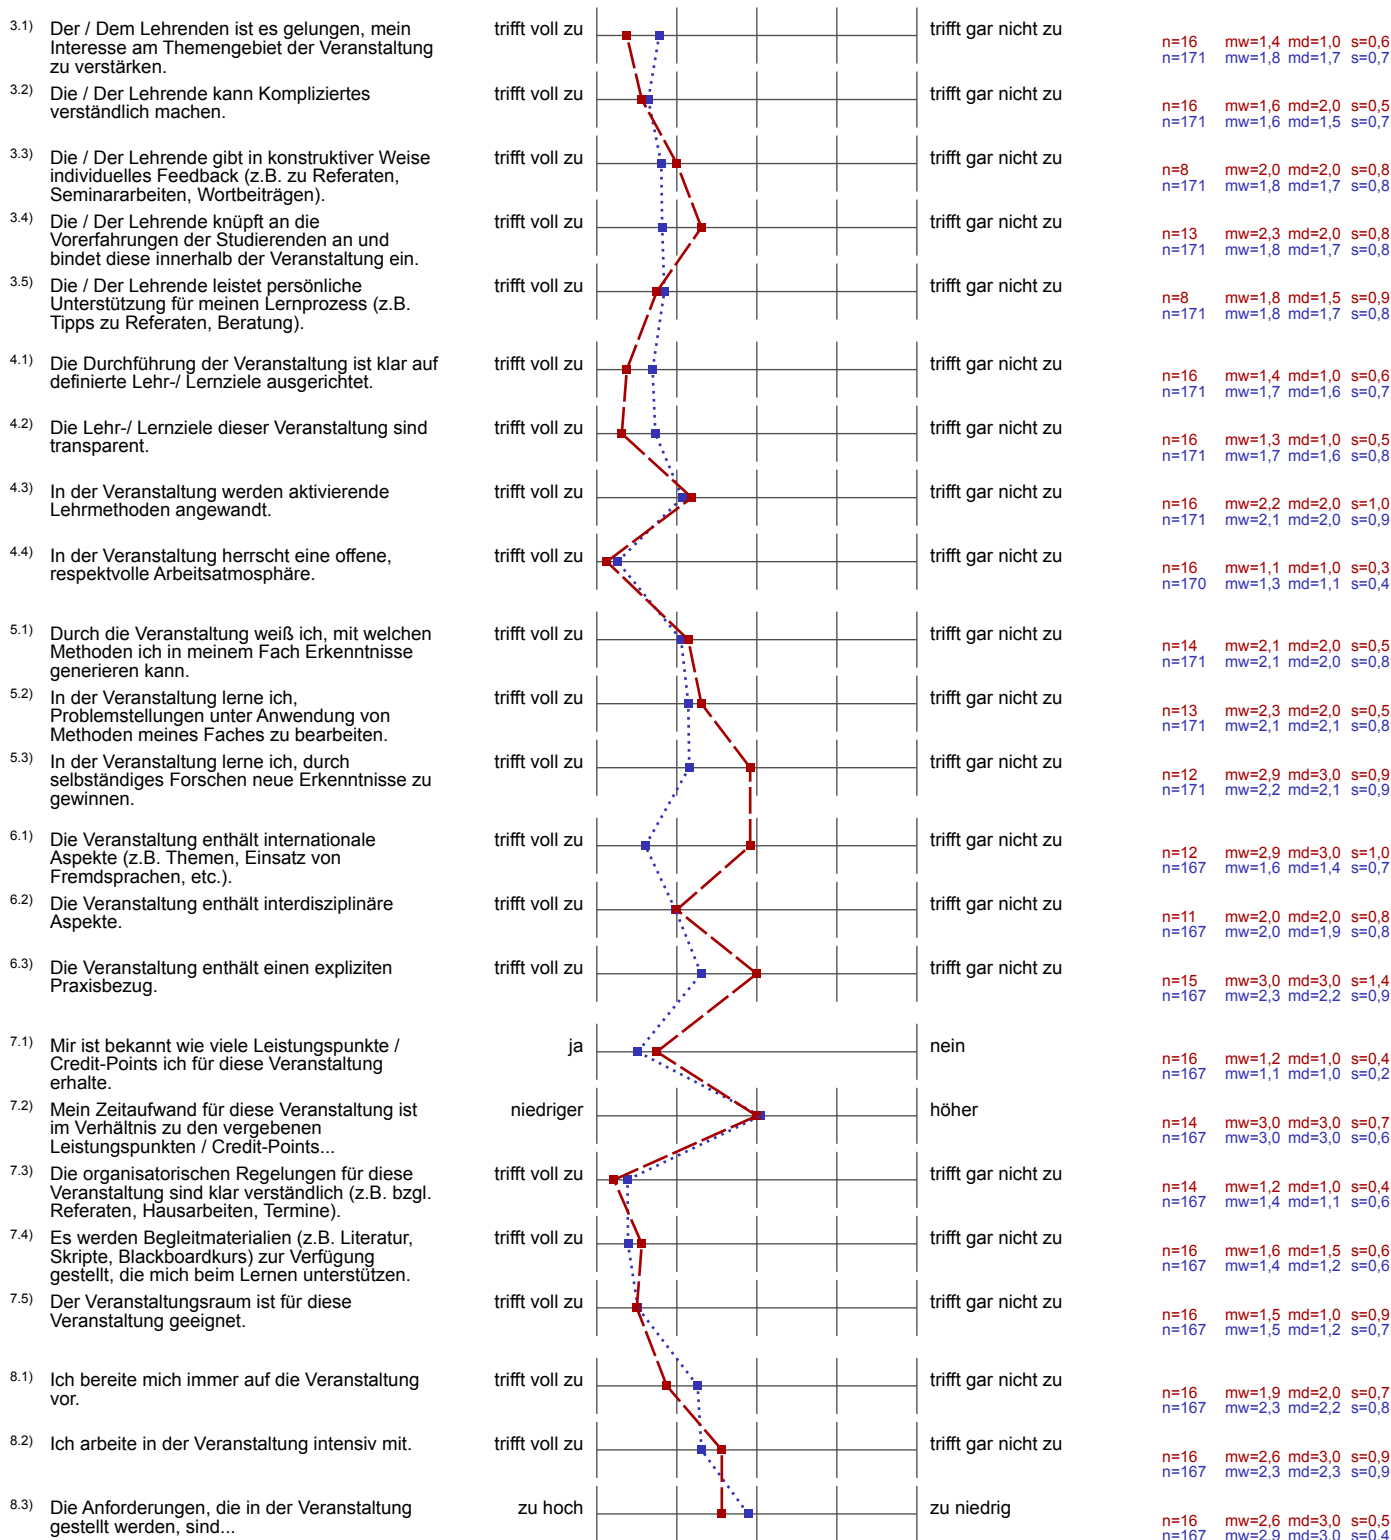 3.1) Der / Dem Lehrenden ist es gelungen, mein
Interesse am Themengebiet der Veranstaltung
zu verstärken.
trifft voll zu
trifft gar nicht zu
n=16 mw=1,4 md=1,0 s=0,6
n=171 mw=1,8 md=1,7 s=0,7
3.2) Die / Der Lehrende kann Kompliziertes
verständlich machen.
trifft voll zu
trifft gar nicht zu
n=16 mw=1,6 md=2,0 s=0,5
n=171 mw=1,6 md=1,5 s=0,7
3.3) Die / Der Lehrende gibt in konstruktiver Weise
individuelles Feedback (z.B. zu Referaten,
Seminararbeiten, Wortbeiträgen).
trifft voll zu
trifft gar nicht zu
n=8 mw=2,0 md=2,0 s=0,8
n=171 mw=1,8 md=1,7 s=0,8
3.4) Die / Der Lehrende knüpft an die
Vorerfahrungen der Studierenden an und
bindet diese innerhalb der Veranstaltung ein.
trifft voll zu
trifft gar nicht zu
n=13 mw=2,3 md=2,0 s=0,8
n=171 mw=1,8 md=1,7 s=0,8
3.5) Die / Der Lehrende leistet persönliche
Unterstützung für meinen Lernprozess (z.B.
Tipps zu Referaten, Beratung).
trifft voll zu
trifft gar nicht zu
n=8 mw=1,8 md=1,5 s=0,9
n=171 mw=1,8 md=1,7 s=0,8
4.1) Die Durchführung der Veranstaltung ist klar auf
definierte Lehr-/ Lernziele ausgerichtet.
trifft voll zu
trifft gar nicht zu
n=16 mw=1,4 md=1,0 s=0,6
n=171 mw=1,7 md=1,6 s=0,7
4.2) Die Lehr-/ Lernziele dieser Veranstaltung sind
transparent.
trifft voll zu
trifft gar nicht zu
n=16 mw=1,3 md=1,0 s=0,5
n=171 mw=1,7 md=1,6 s=0,8
4.3) In der Veranstaltung werden aktivierende
Lehrmethoden angewandt.
trifft voll zu
trifft gar nicht zu
n=16 mw=2,2 md=2,0 s=1,0
n=171 mw=2,1 md=2,0 s=0,9
4.4) In der Veranstaltung herrscht eine offene,
respektvolle Arbeitsatmosphäre.
trifft voll zu
trifft gar nicht zu
n=16 mw=1,1 md=1,0 s=0,3
n=170 mw=1,3 md=1,1 s=0,4
5.1) Durch die Veranstaltung weiß ich, mit welchen
Methoden ich in meinem Fach Erkenntnisse
generieren kann.
trifft voll zu
trifft gar nicht zu
n=14 mw=2,1 md=2,0 s=0,5
n=171 mw=2,1 md=2,0 s=0,8
5.2) In der Veranstaltung lerne ich,
Problemstellungen unter Anwendung von
Methoden meines Faches zu bearbeiten.
trifft voll zu
trifft gar nicht zu
n=13 mw=2,3 md=2,0 s=0,5
n=171 mw=2,1 md=2,1 s=0,8
5.3) In der Veranstaltung lerne ich, durch
selbständiges Forschen neue Erkenntnisse zu
gewinnen.
trifft voll zu
trifft gar nicht zu
n=12 mw=2,9 md=3,0 s=0,9
n=171 mw=2,2 md=2,1 s=0,9
6.1) Die Veranstaltung enthält internationale
Aspekte (z.B. Themen, Einsatz von
Fremdsprachen, etc.).
trifft voll zu
trifft gar nicht zu
n=12 mw=2,9 md=3,0 s=1,0
n=167 mw=1,6 md=1,4 s=0,7
6.2) Die Veranstaltung enthält interdisziplinäre
Aspekte.
trifft voll zu
trifft gar nicht zu
n=11 mw=2,0 md=2,0 s=0,8
n=167 mw=2,0 md=1,9 s=0,8
6.3) Die Veranstaltung enthält einen expliziten
Praxisbezug.
trifft voll zu
trifft gar nicht zu
n=15 mw=3,0 md=3,0 s=1,4
n=167 mw=2,3 md=2,2 s=0,9
7.1) Mir ist bekannt wie viele Leistungspunkte /
Credit-Points ich für diese Veranstaltung
erhalte.
ja
nein
n=16 mw=1,2 md=1,0 s=0,4
n=167 mw=1,1 md=1,0 s=0,2
7.2) Mein Zeitaufwand für diese Veranstaltung ist
im Verhältnis zu den vergebenen
Leistungspunkten / Credit-Points...
niedriger
höher
n=14 mw=3,0 md=3,0 s=0,7
n=167 mw=3,0 md=3,0 s=0,6
7.3) Die organisatorischen Regelungen für diese
Veranstaltung sind klar verständlich (z.B. bzgl.
Referaten, Hausarbeiten, Termine).
trifft voll zu
trifft gar nicht zu
n=14 mw=1,2 md=1,0 s=0,4
n=167 mw=1,4 md=1,1 s=0,6
7.4) Es werden Begleitmaterialien (z.B. Literatur,
Skripte, Blackboardkurs) zur Verfügung
gestellt, die mich beim Lernen unterstützen.
trifft voll zu
trifft gar nicht zu
n=16 mw=1,6 md=1,5 s=0,6
n=167 mw=1,4 md=1,2 s=0,6
7.5) Der Veranstaltungsraum ist für diese
Veranstaltung geeignet.
trifft voll zu
trifft gar nicht zu
n=16 mw=1,5 md=1,0 s=0,9
n=167 mw=1,5 md=1,2 s=0,7
8.1) Ich bereite mich immer auf die Veranstaltung
vor.
trifft voll zu
trifft gar nicht zu
n=16 mw=1,9 md=2,0 s=0,7
n=167 mw=2,3 md=2,2 s=0,8
8.2) Ich arbeite in der Veranstaltung intensiv mit.
trifft voll zu
trifft gar nicht zu
n=16 mw=2,6 md=3,0 s=0,9
n=167 mw=2,3 md=2,3 s=0,9
8.3) Die Anforderungen, die in der Veranstaltung
gestellt werden, sind...
zu hoch
zu niedrig
n=16 mw=2,6 md=3,0 s=0,5
n=167 mw=2,9 md=3,0 s=0,4